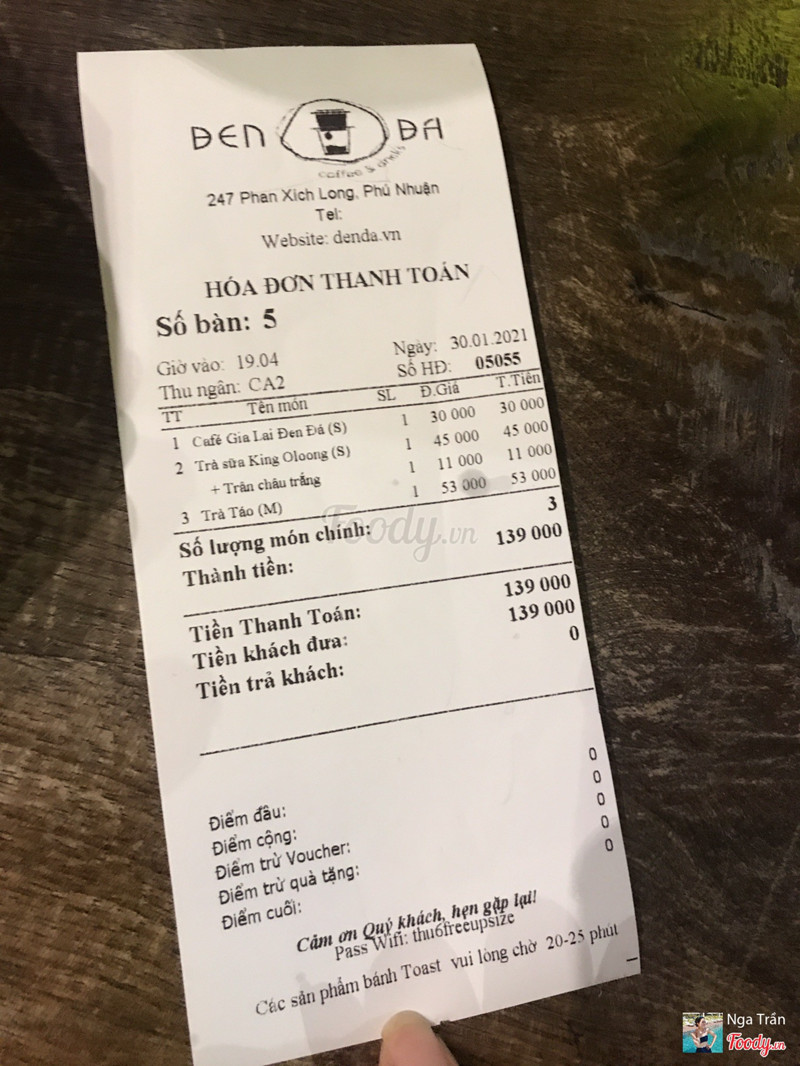 ĐEN ĐÁ
coffee & drinks
247 Phan Xích Long, Phú Nhuận
Tel:
Website: denda.vn
HÓA ĐƠN THANH TOÁN
Số bàn: 5
Giờ vào: 19.04 Ngày: 30.01.2021
Thu ngân: CA2 Số HĐ: 05055
TT Tên món SL Đ.Giá T.Tiền
1 Café Gia Lai Đen Đá (S) 1 30 000 30 000
2 Trà sữa King Oloong (S) 1 45 000 45 000
+ Trân châu trắng 1 11 000 11 000
3 Trà Táo (M) 1 53 000 53 000
Số lượng món chính: 3
Thành tiền: 139 000
Tiền Thanh Toán: 139 000
Tiền khách đưa: 139 000
Tiền trả khách: 0
Điểm đầu: 0
Điểm cộng: 0
Điểm trừ Voucher: 0
Điểm trừ quà tặng: 0
Điểm cuối: 0
Cảm ơn Quý khách, hẹn gặp lại!
Pass Wifi: thu6freeupsize
Các sản phẩm bánh Toast vui lòng chờ 20-25 phút
Foody.vn
Nga Trần
Foody.vn